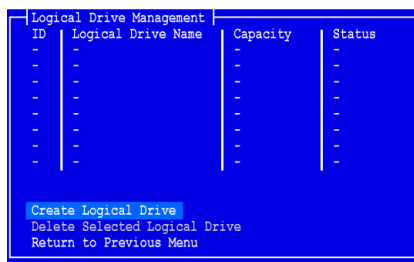 Logical Drive Management
ID Logical Drive Name Capacity Status
- - - -
- - - -
- - - -
- - - -
- - - -
- - - -
- - - -
- - - -
Create Logical Drive
Delete Selected Logical Drive
Return to Previous Menu